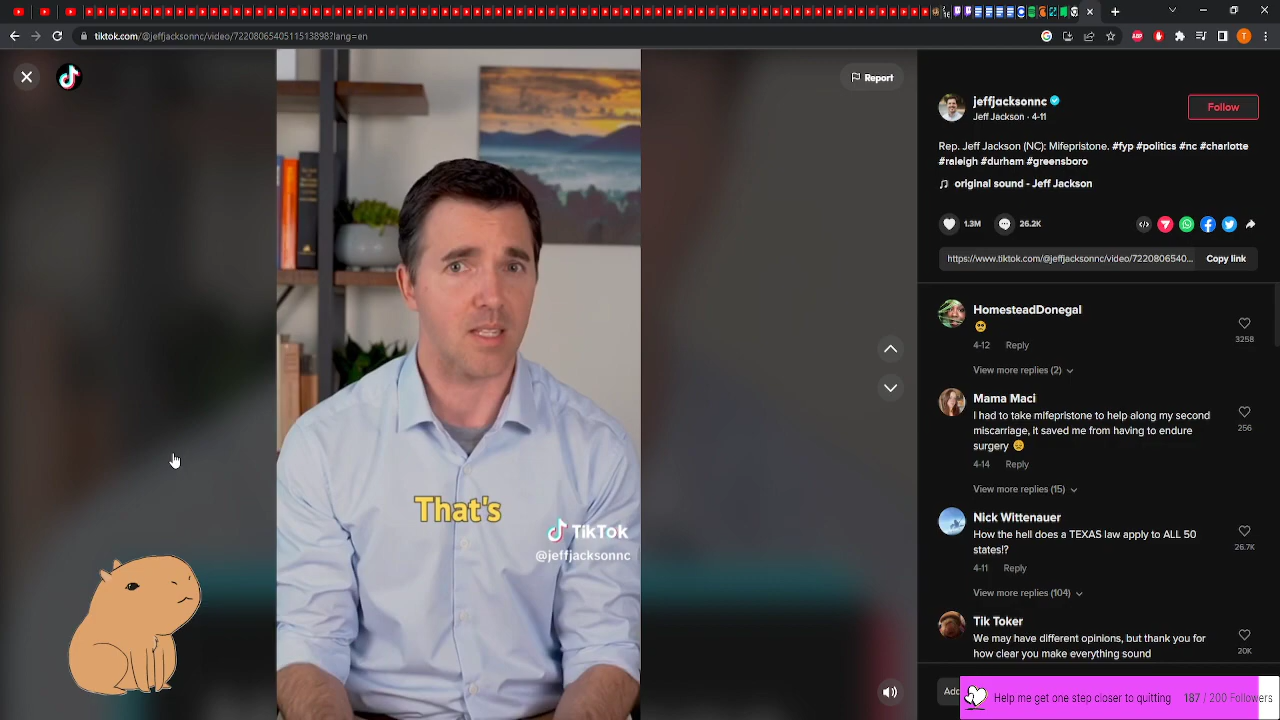 tiktok.com/@jeffjacksonnc/video/7220806540511513898?lang=en
T
Report
jeffjacksonnc
Jeff Jackson · 4-11
Follow
Rep. Jeff Jackson (NC): Mifepristone. #fyp #politics #nc #charlotte
#raleigh #durham #greensboro
original sound - Jeff Jackson
1.3M
26.2K
https://www.tiktok.com/@jeffjacksonnc/video/7220806540...
Copy link
HomesteadDonegal
4-12 Reply
3258
View more replies (2)
Mama Maci
I had to take mifepristone to help along my second
miscarriage, it saved me from having to endure
surgery
256
4-14 Reply
View more replies (15)
Nick Wittenauer
How the hell does a TEXAS law apply to ALL 50
states!?
26.7K
4-11 Reply
View more replies (104)
Tik Toker
We may have different opinions, but thank you for
how clear you make everything sound
20K
That's
TikTok
@jeffjacksonnc
Add
Help me get one step closer to quitting 187 / 200 Followers